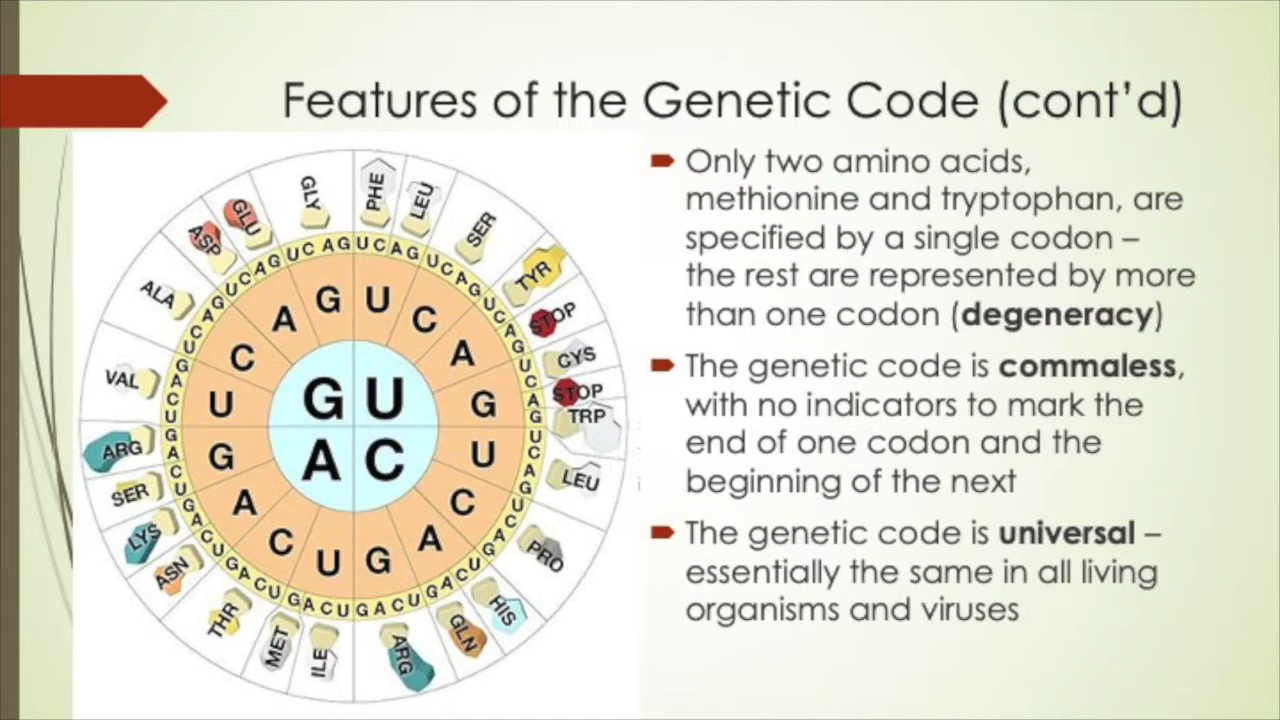 Features of the Genetic Code (cont'd)
Only two amino acids,
methionine and tryptophan, are
specified by a single codon –
the rest are represented by more
than one codon (degeneracy)
The genetic code is commaless,
with no indicators to mark the
end of one codon and the
beginning of the next
The genetic code is universal –
essentially the same in all living
organisms and viruses
G U
A C
U
C
A
G
U
C
A
G
U
C
A
G
U
C
A
G
U C A G U C A G U C A G U C A G
U C A G U C A G U C A G U C A G
U C A G U C A G U C A G U C A G
U C A G U C A G U C A G U C A G
PHE
LEU
SER
TYR
STOP
CYS
STOP
TRP
LEU
PRO
HIS
GLN
ARG
ILE
MET
THR
ASN
LYS
SER
ARG
VAL
ALA
ASP
GLU
GLY